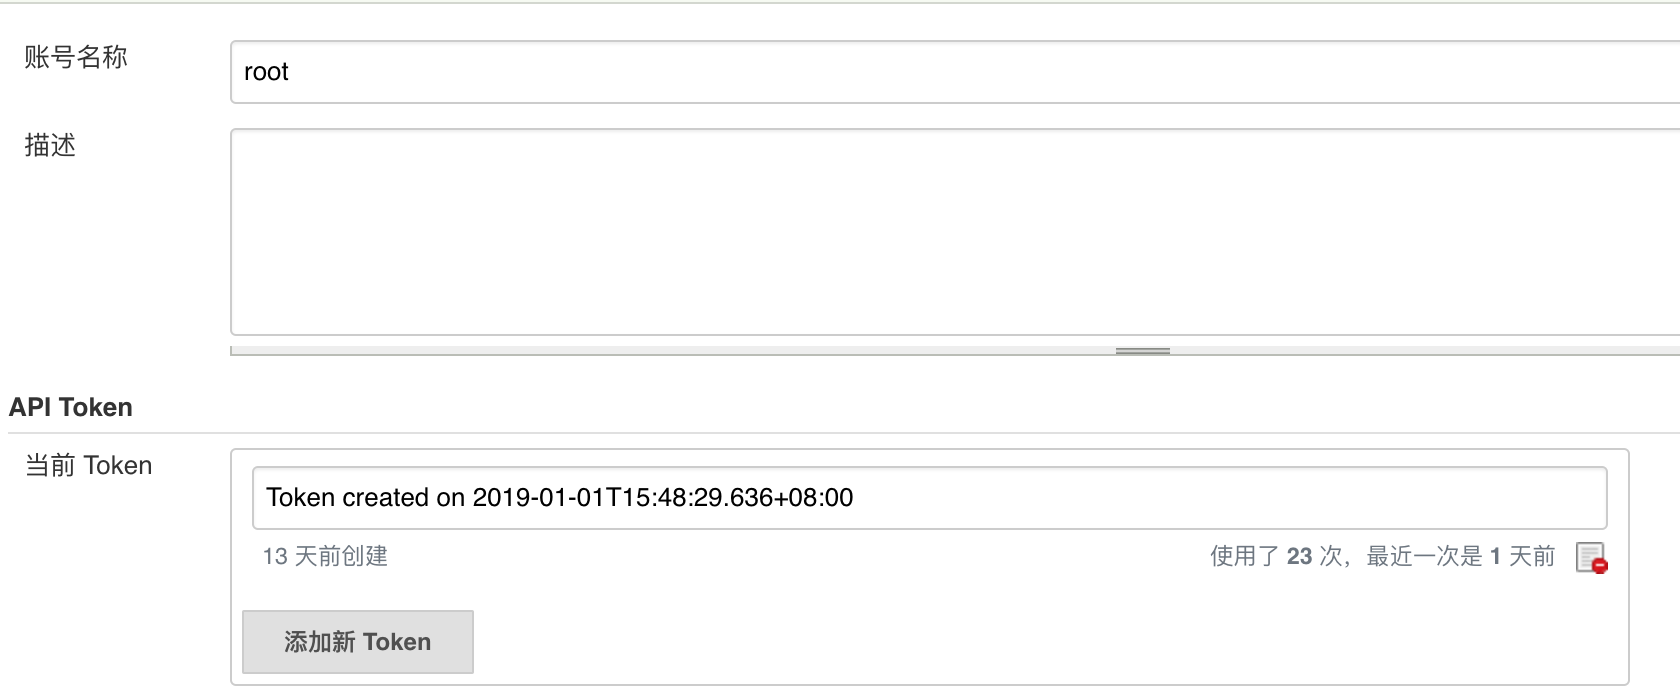 账号名称
root
描述
API Token
当前 Token
Token created on 2019-01-01T15:48:29.636+08:00
13 天前创建
使用了 23 次，最近一次是 1 天前
添加新 Token